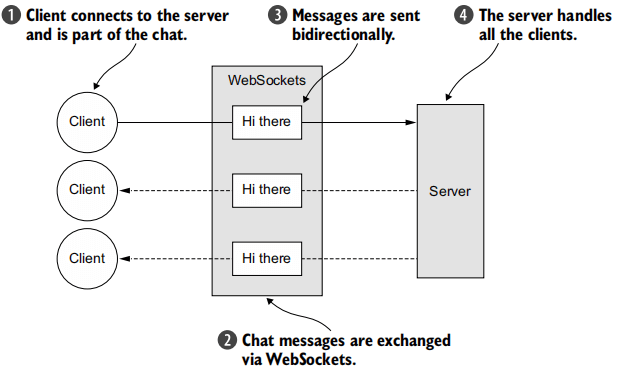 1 Client connects to the server
and is part of the chat.
3 Messages are sent
bidirectionally.
4 The server handles
all the clients.
WebSockets
Client
Hi there
Client
Hi there
Server
Client
Hi there
2 Chat messages are exchanged
via WebSockets.